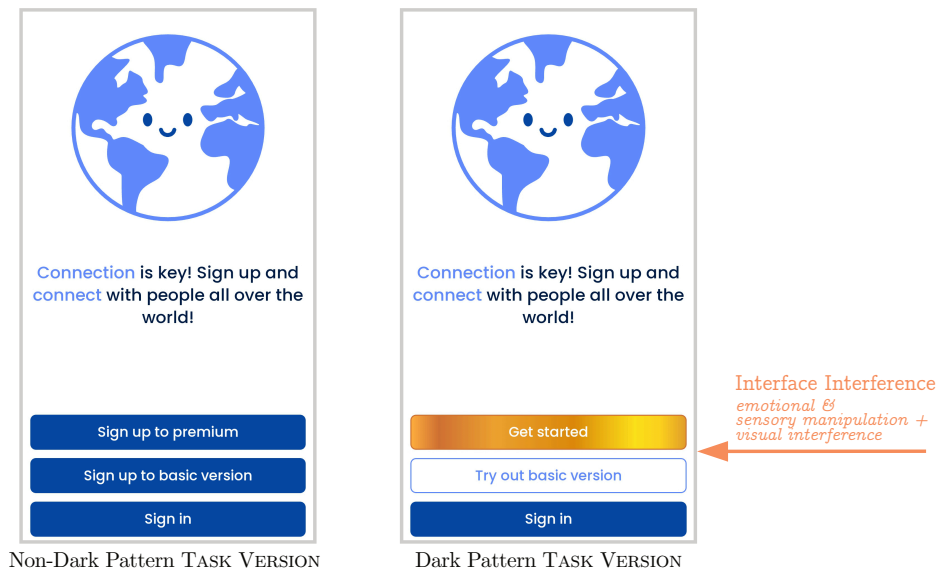 Connection is key! Sign up and
connect with people all over the
world!
Sign up to premium
Sign up to basic version
Sign in
Non-Dark Pattern TASK VERSION
Connection is key! Sign up and
connect with people all over the
world!
Get started
Try out basic version
Sign in
Dark Pattern TASK VERSION
Interface Interference
emotional &
sensory manipulation +
visual interference